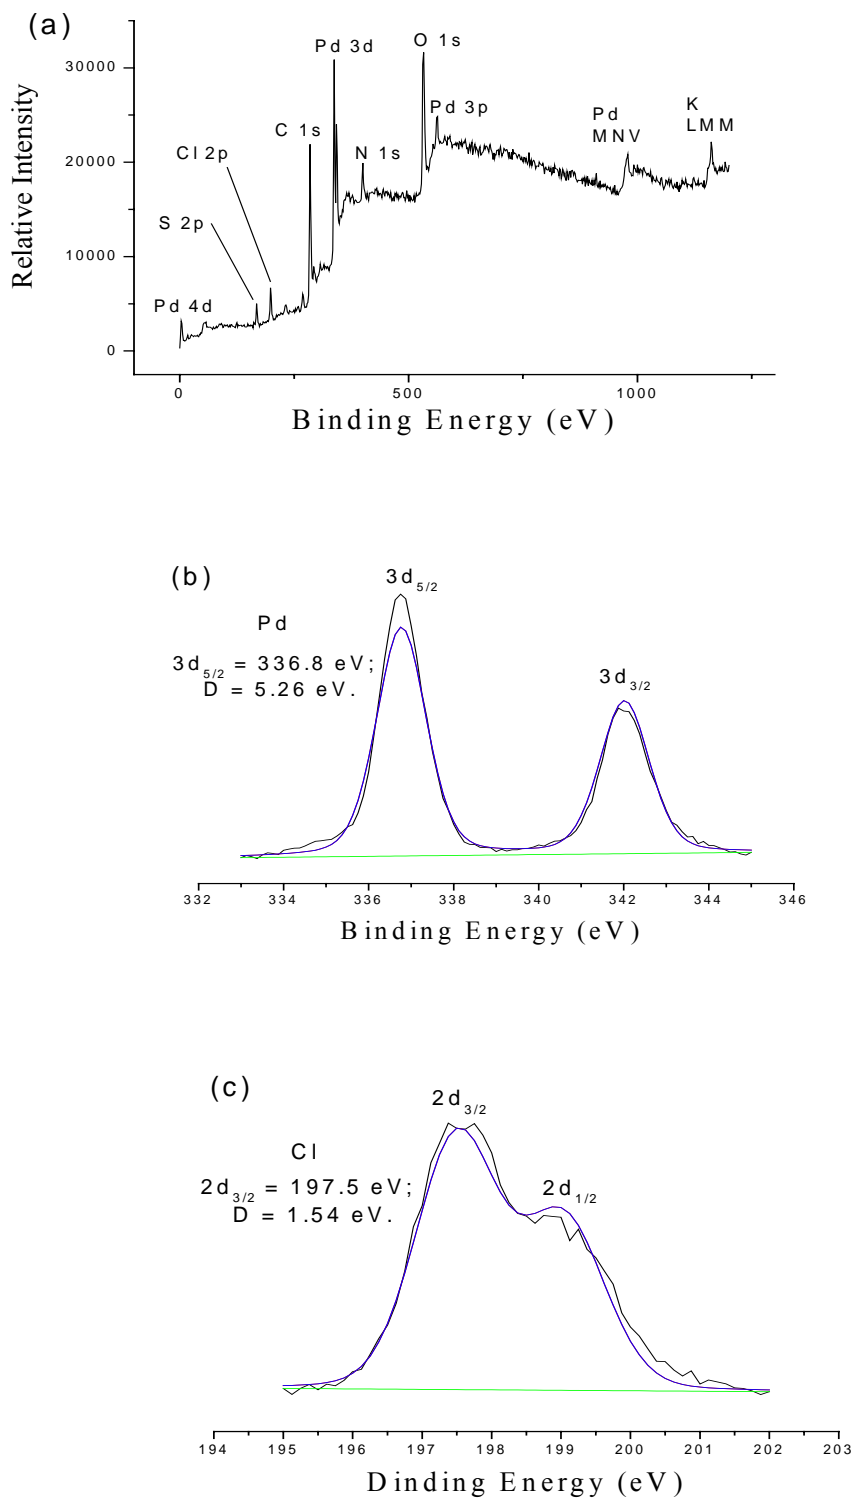 (a)
Pd 3d
O 1s
30000
Pd 3p
Pd
MNV
K
LMM
C 1s
Cl 2p
N 1s
20000
S 2p
10000
Pd 4d
0
Relative Intensity
0
500
1000
Binding Energy (eV)
(b)
3d5/2
Pd
3d5/2 = 336.8 eV;
D = 5.26 eV.
3d3/2
332
334
336
338
340
342
344
346
Binding Energy (eV)
(c)
2d3/2
Cl
2d3/2 = 197.5 eV;
D = 1.54 eV.
2d1/2
194
195
196
197
198
199
200
201
202
203
Dinding Energy (eV)